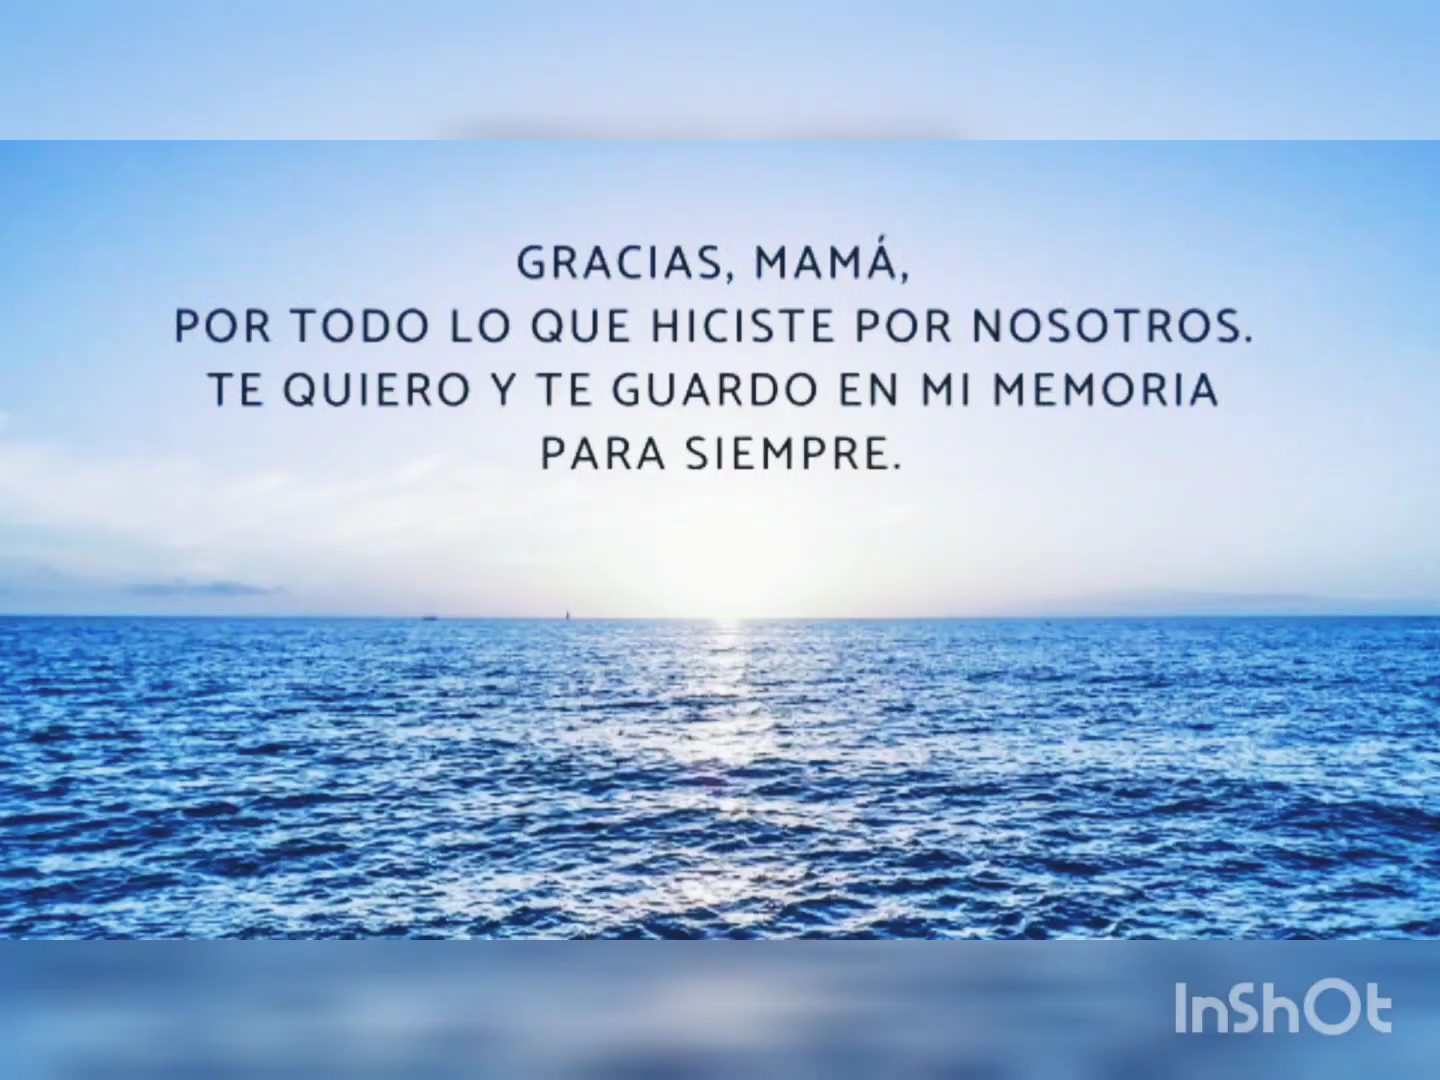 GRACIAS, MAMÁ,
POR TODO LO QUE HICISTE POR NOSOTROS.
TE QUIERO Y TE GUARDO EN MI MEMORIA
PARA SIEMPRE.
InShOt